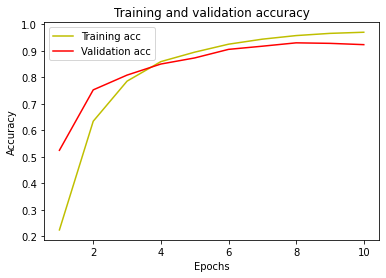 Training and validation accuracy
Training acc
Validation acc
Accuracy
1.0
0.9
0.8
0.7
0.6
0.5
0.4
0.3
0.2
2 4 6 8 10
Epochs